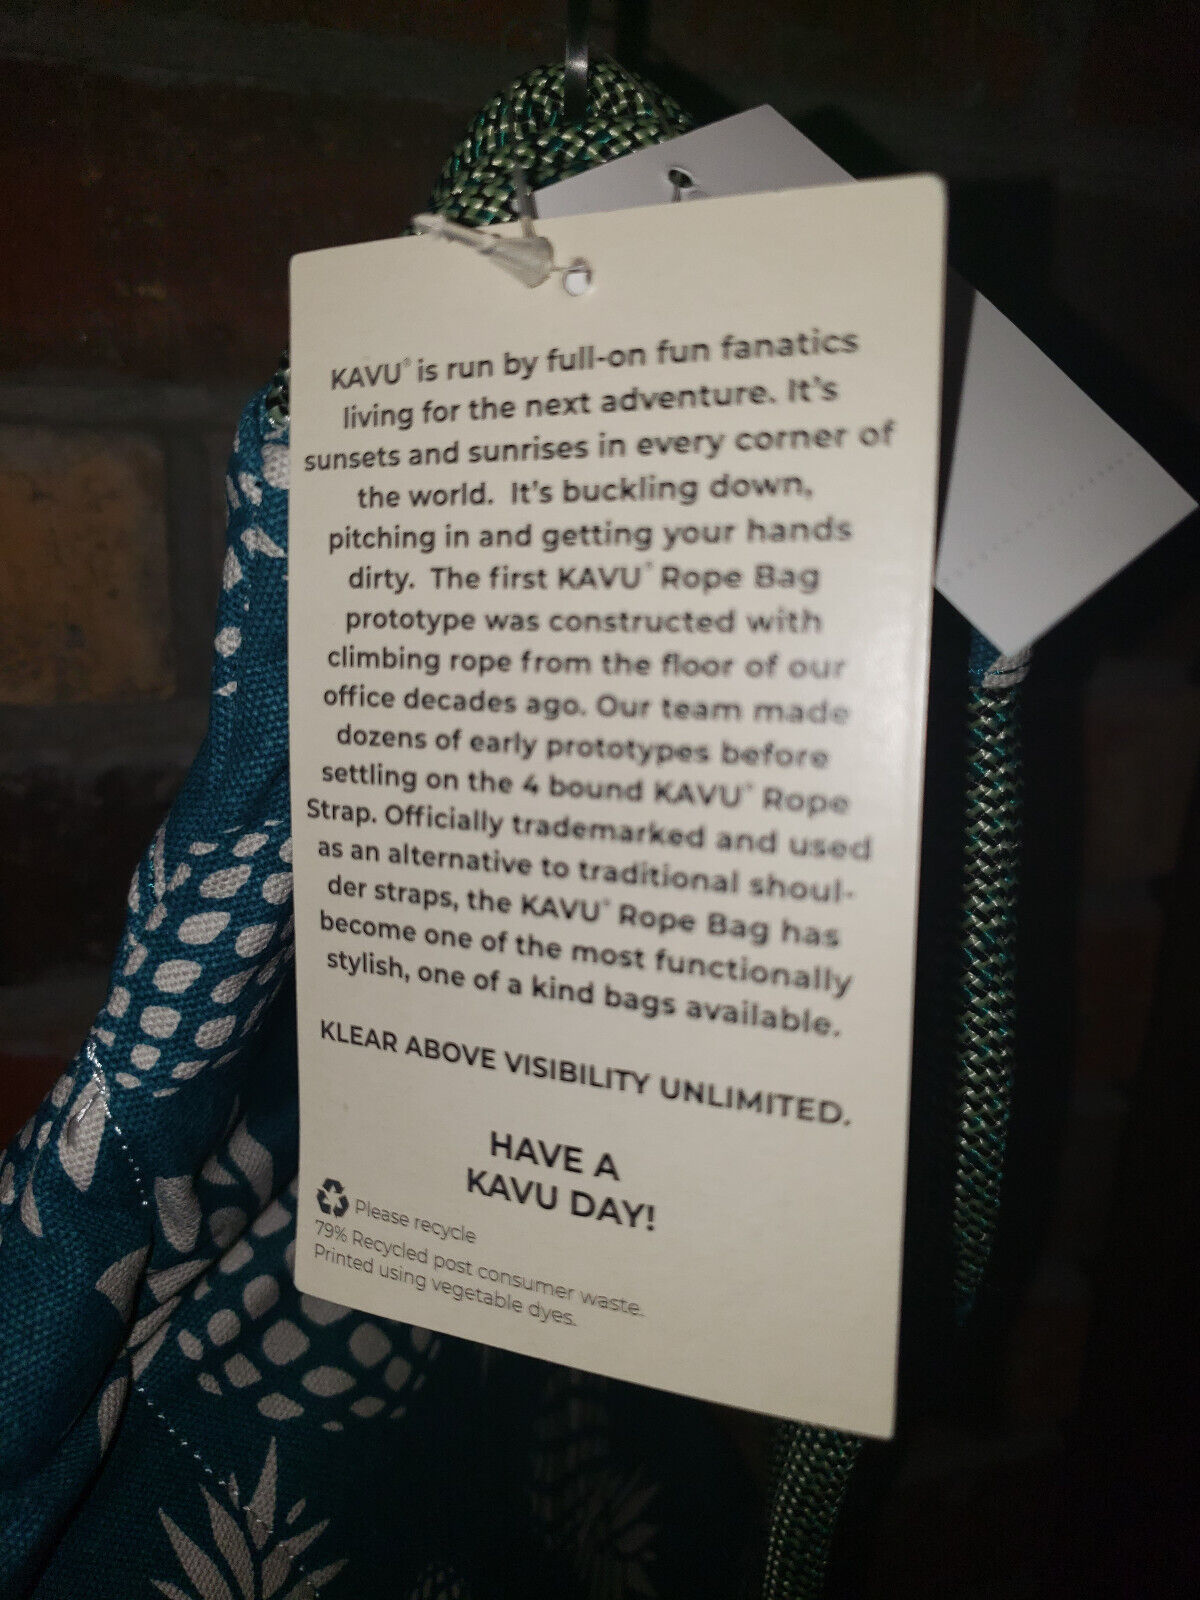 KAVU® is run by full-on fun fanatics
living for the next adventure. It's
sunsets and sunrises in every corner of
the world. It's buckling down,
pitching in and getting your hands
dirty. The first KAVU® Rope Bag
prototype was constructed with
climbing rope from the floor of our
office decades ago. Our team made
dozens of early prototypes before
settling on the 4 bound KAVU® Rope
Strap. Officially trademarked and used
as an alternative to traditional shoul-
der straps, the KAVU® Rope Bag has
become one of the most functionally
stylish, one of a kind bags available.
KLEAR ABOVE VISIBILITY UNLIMITED.
HAVE A
KAVU DAY!
Please recycle
79% Recycled post consumer waste.
Printed using vegetable dyes.